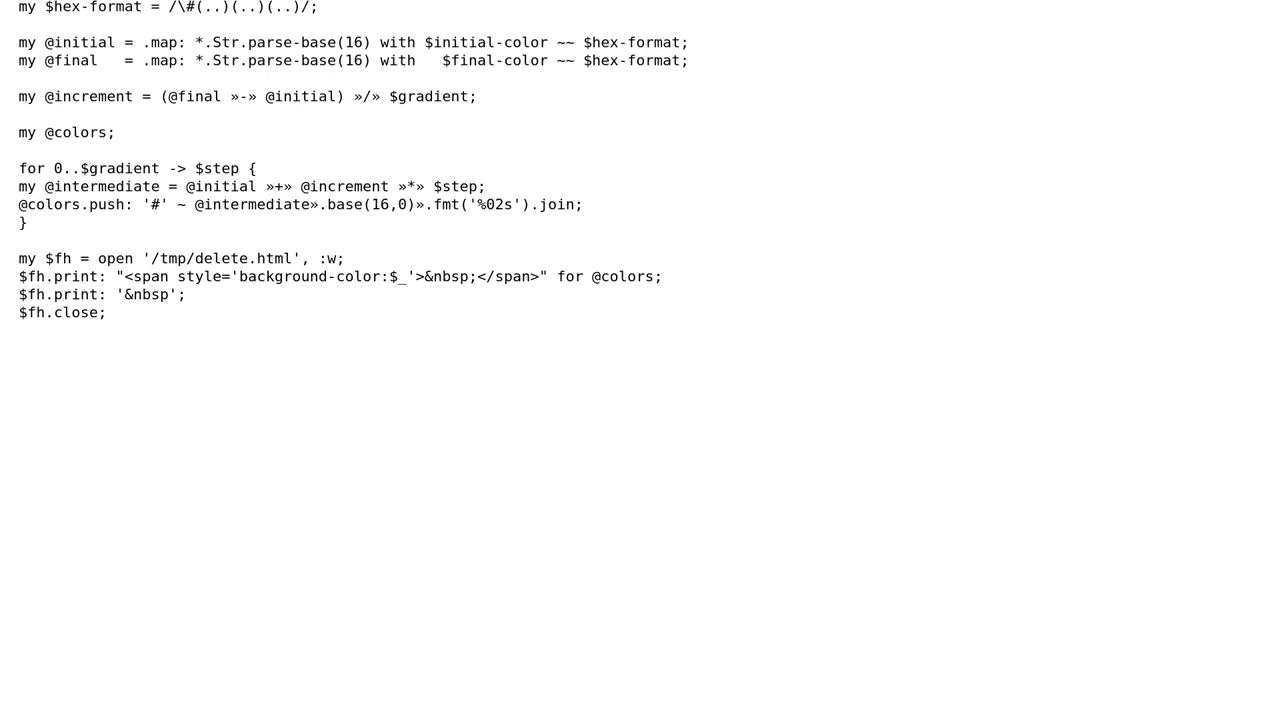 my $hex-format = /\#(..)(..)(..)/;
my @initial = .map: *.Str.parse-base(16) with $initial-color ~~ $hex-format;
my @final   = .map: *.Str.parse-base(16) with   $final-color ~~ $hex-format;
my @increment = (@final »-» @initial) »/» $gradient;
my @colors;
for 0..$gradient -> $step {
my @intermediate = @initial »+» @increment »*» $step;
@colors.push: '#' ~ @intermediate».base(16,0)».fmt('%02s').join;
}
my $fh = open '/tmp/delete.html', :w;
$fh.print: "<span style='background-color:$_'>&nbsp;</span>" for @colors;
$fh.print: '&nbsp';
$fh.close;